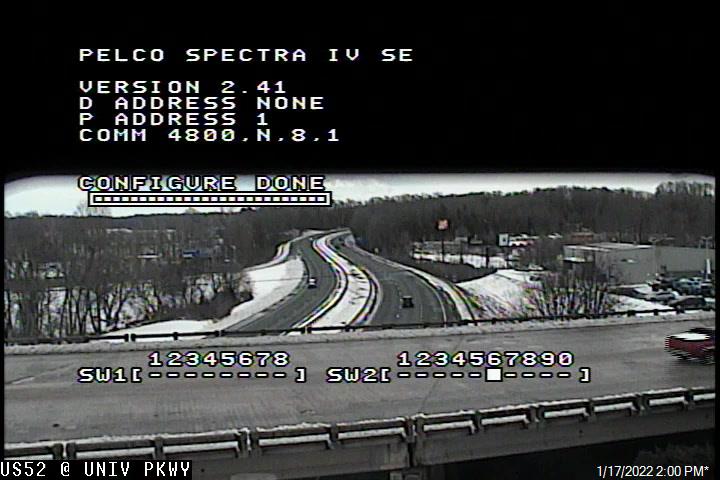 PELCO SPECTRA IV SE
VERSION 2.41
D ADDRESS NONE
P ADDRESS 1
COMM 4800,N,8,1
CONFIGURE DONE
12345678 1234567890
SW1[--------] SW2[-----■----]
US52 @ UNIV PKWY
1/17/2022 2:00 PM*